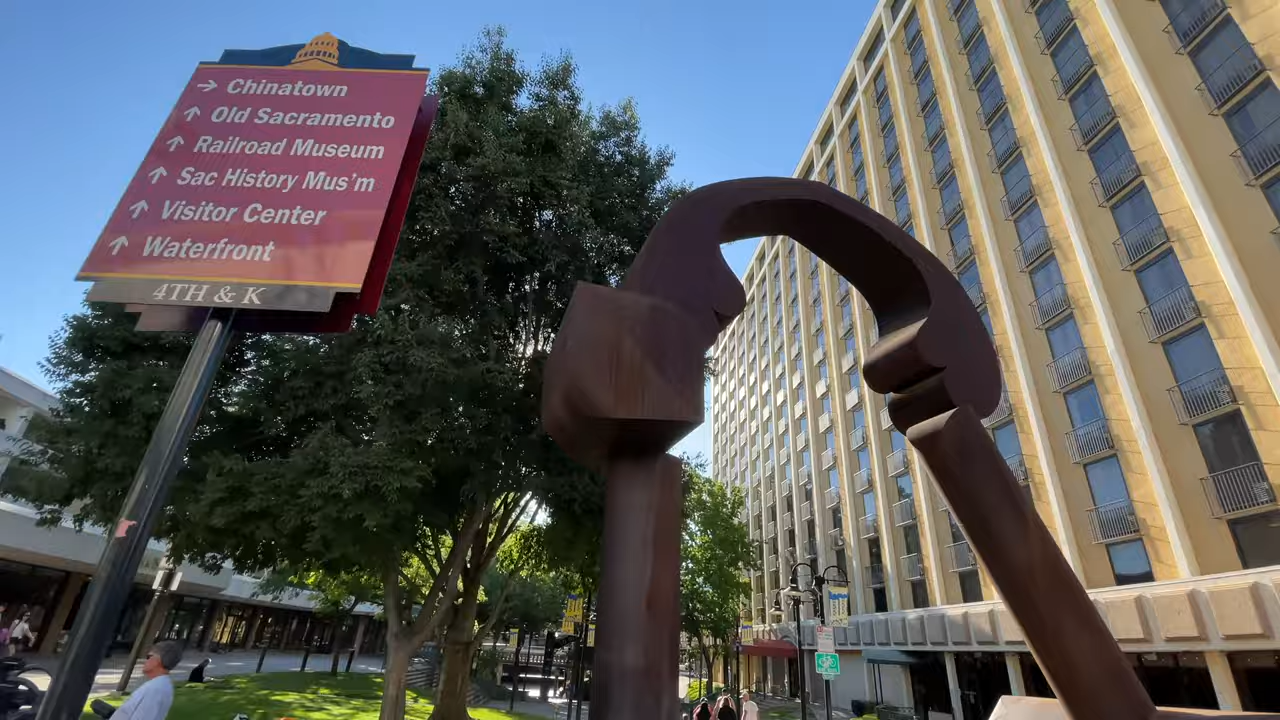 → Chinatown
↑ Old Sacramento
↑ Railroad Museum
↑ Sac History Mus'm
↑ Visitor Center
↑ Waterfront
4TH & K